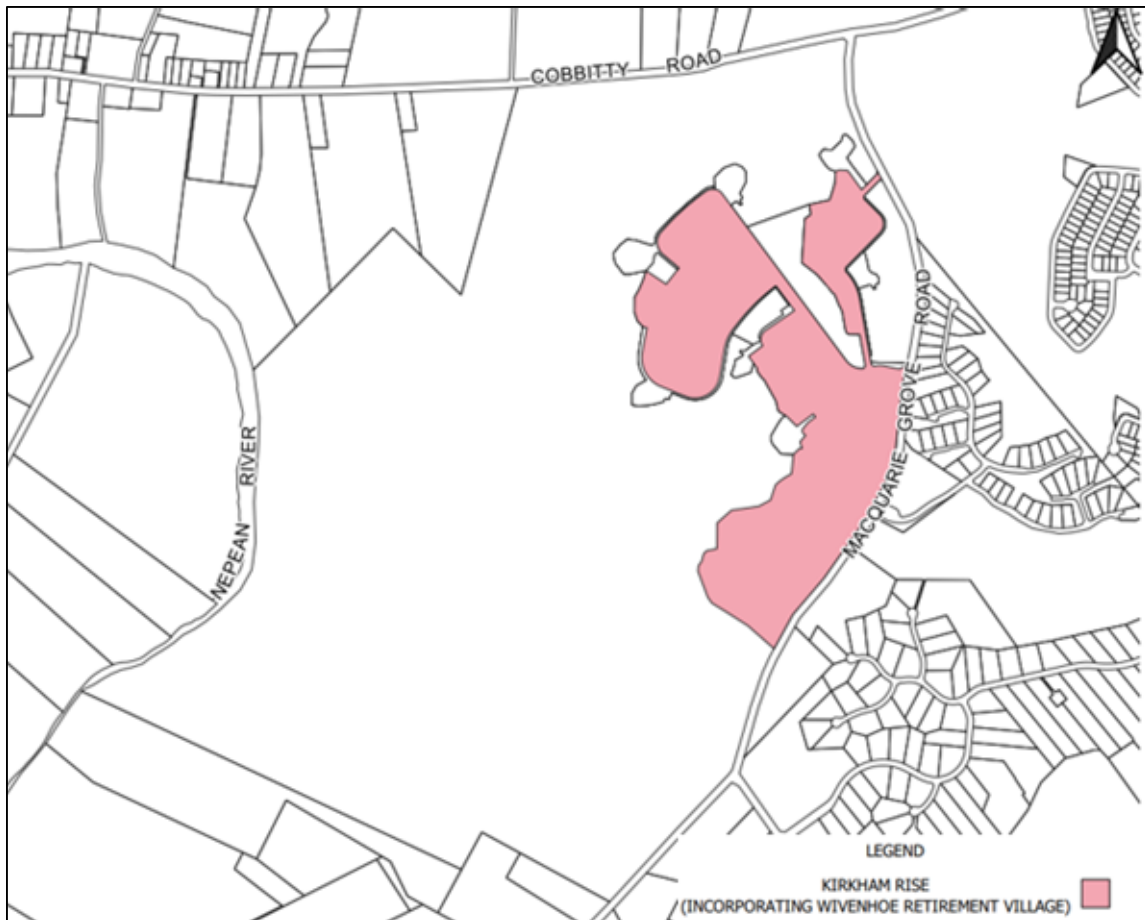 COBBITTY ROAD
MACQUARIE GROVE ROAD
NEPEAN RIVER
LEGEND
KIRKHAM RISE
(INCORPORATING WIVENHOE RETIREMENT VILLAGE)